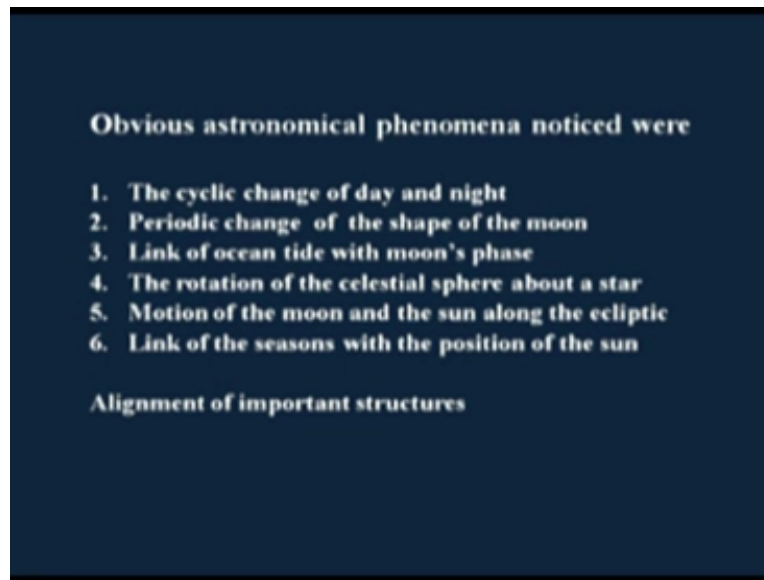 Obvious astronomical phenomena noticed were
1. The cyclic change of day and night
2. Periodic change of the shape of the moon
3. Link of ocean tide with moon's phase
4. The rotation of the celestial sphere about a star
5. Motion of the moon and the sun along the ecliptic
6. Link of the seasons with the position of the sun
Alignment of important structures